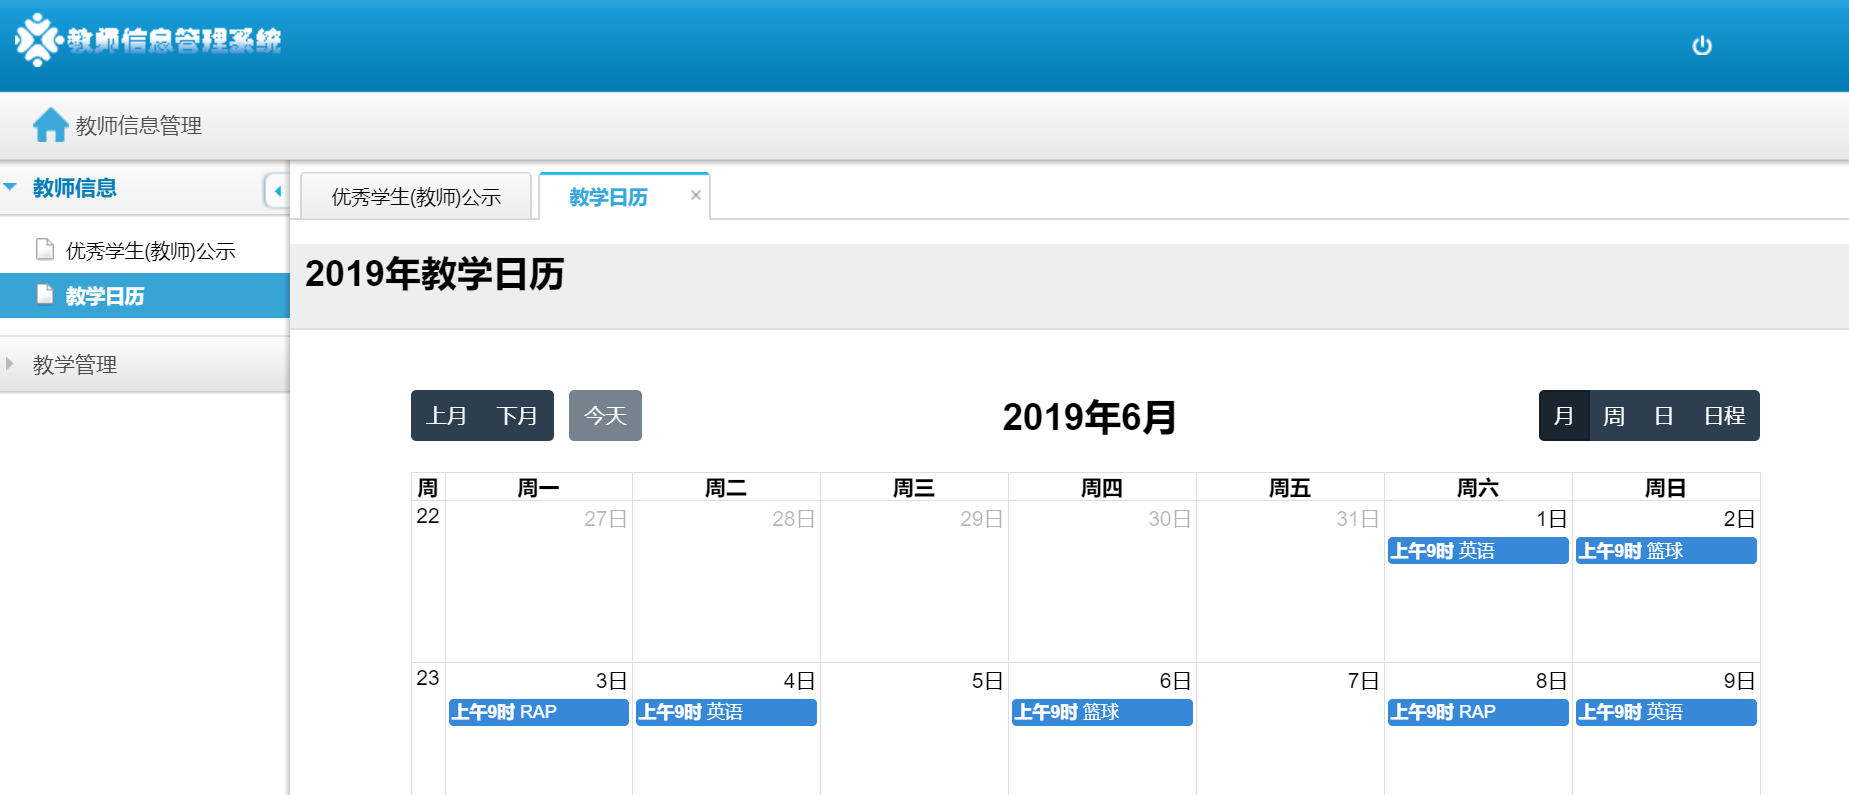 教师信息管理系统
教师信息管理
教师信息
优秀学生(教师)公示
教学日历
教学管理
优秀学生(教师)公示 教学日历 ×
2019年教学日历
上月 下月 今天 2019年6月 月 周 日 日程
周 周一 周二 周三 周四 周五 周六 周日
22 27日 28日 29日 30日 31日 1日 2日
上午9时 英语 上午9时 篮球
23 3日 4日 5日 6日 7日 8日 9日
上午9时 RAP 上午9时 英语 上午9时 篮球 上午9时 RAP 上午9时 英语